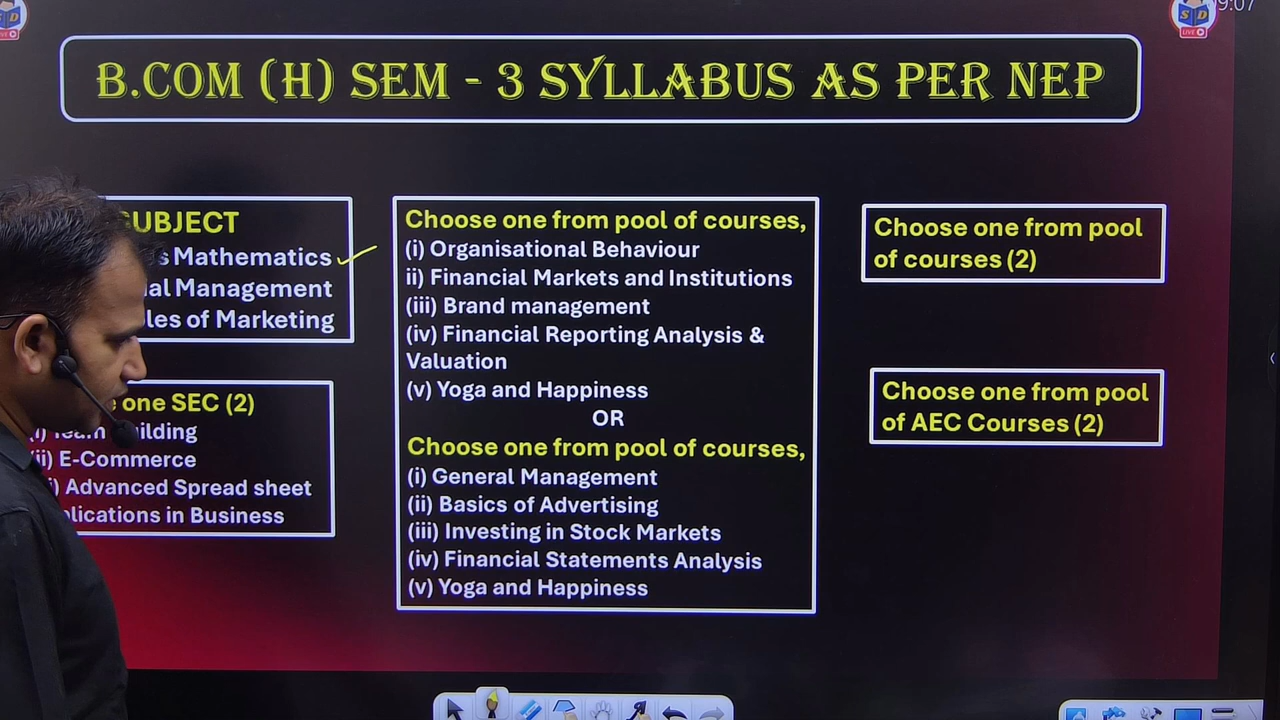 SD
LIVE
9:07
B.COM (H) SEM - 3 SYLLABUS AS PER NEP
SUBJECT
Mathematics
Management
of Marketing
one SEC (2)
(ii) E-Commerce
Advanced Spread sheet
in Business
Choose one from pool of courses,
(i) Organisational Behaviour
ii) Financial Markets and Institutions
(iii) Brand management
(iv) Financial Reporting Analysis &
Valuation
(v) Yoga and Happiness
OR
Choose one from pool of courses,
(i) General Management
(ii) Basics of Advertising
(iii) Investing in Stock Markets
(iv) Financial Statements Analysis
(v) Yoga and Happiness
Choose one from pool
of courses (2)
Choose one from pool
of AEC Courses (2)